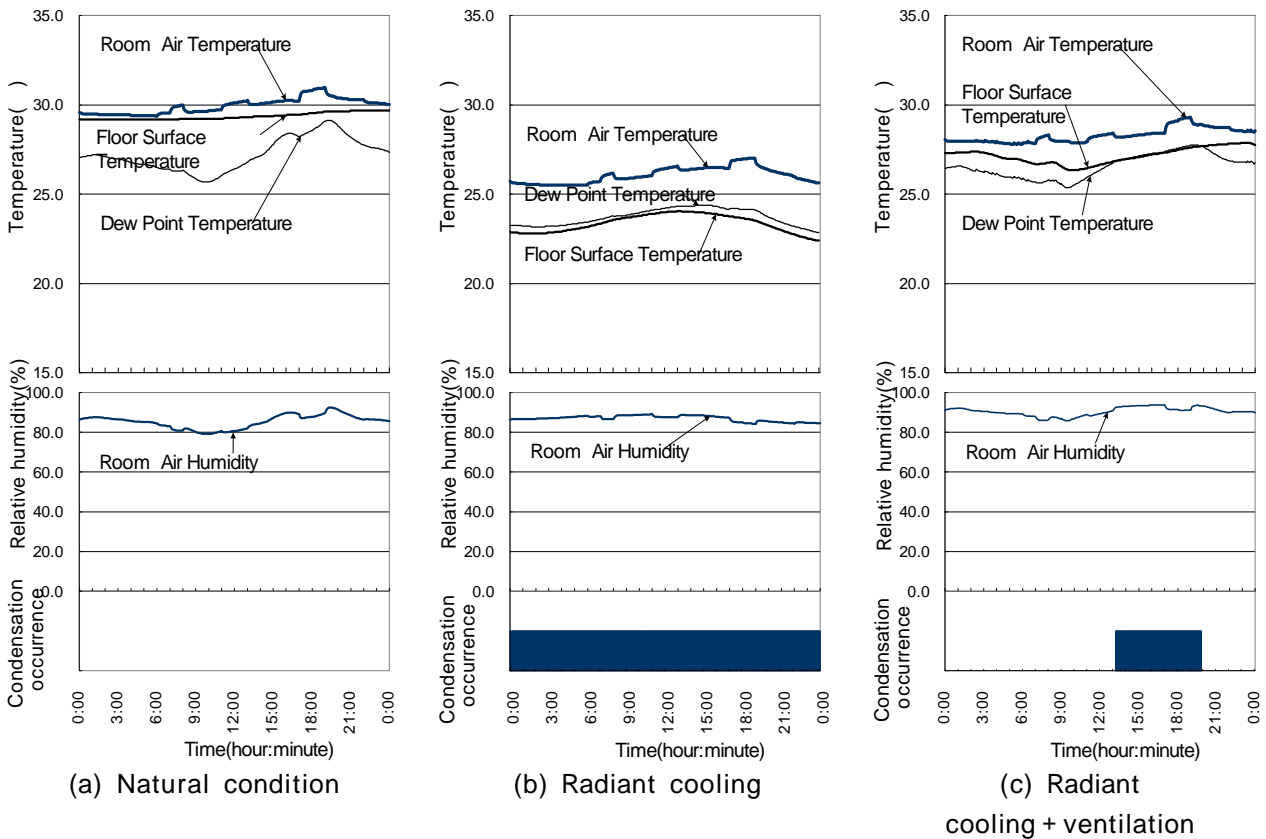 35.0
30.0
25.0
20.0
15.0
Temperature( )
Room Air Temperature
Floor Surface
Temperature
Dew Point Temperature
100.0
80.0
60.0
40.0
20.0
0.0
Relative humidity(%)
Room Air Humidity
Condensation
occurrence
0:00
3:00
6:00
9:00
12:00
15:00
18:00
21:00
0:00
Time(hour:minute)
(a) Natural condition
35.0
30.0
25.0
20.0
15.0
Temperature( )
Room Air Temperature
Dew Point Temperature
Floor Surface Temperature
100.0
80.0
60.0
40.0
20.0
0.0
Relative humidity(%)
Room Air Humidity
Condensation
occurrence
0:00
3:00
6:00
9:00
12:00
15:00
18:00
21:00
0:00
Time(hour:minute)
(b) Radiant cooling
35.0
30.0
25.0
20.0
15.0
Temperature( )
Room Air Temperature
Floor Surface
Temperature
Dew Point Temperature
100.0
80.0
60.0
40.0
20.0
0.0
Relative humidity(%)
Room Air Humidity
Condensation
occurrence
0:00
3:00
6:00
9:00
12:00
15:00
18:00
21:00
0:00
Time(hour:minute)
(c) Radiant
cooling + ventilation